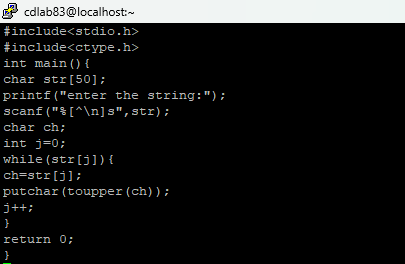 cdlab83@localhost:~
#include<stdio.h>
#include<ctype.h>
int main(){
char str[50];
printf("enter the string:");
scanf("%[^\n]s",str);
char ch;
int j=0;
while(str[j]){
ch=str[j];
putchar(toupper(ch));
j++;
}
return 0;
}